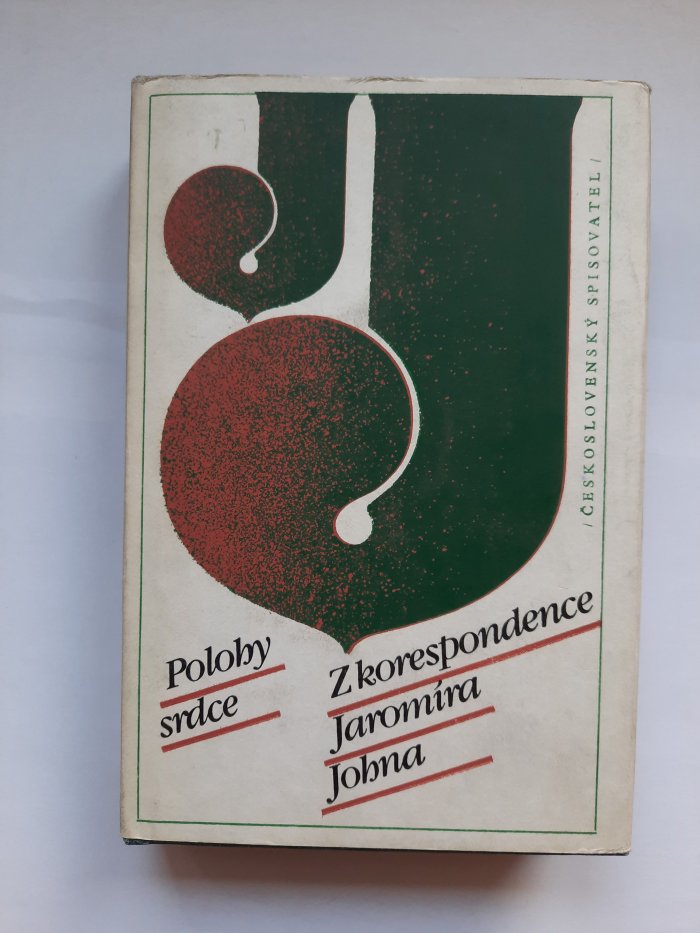 /ČESKOSLOVENSKÝ SPISOVATEL/
Polohy
srdce
Z korespondence
Jaromíra
Johna